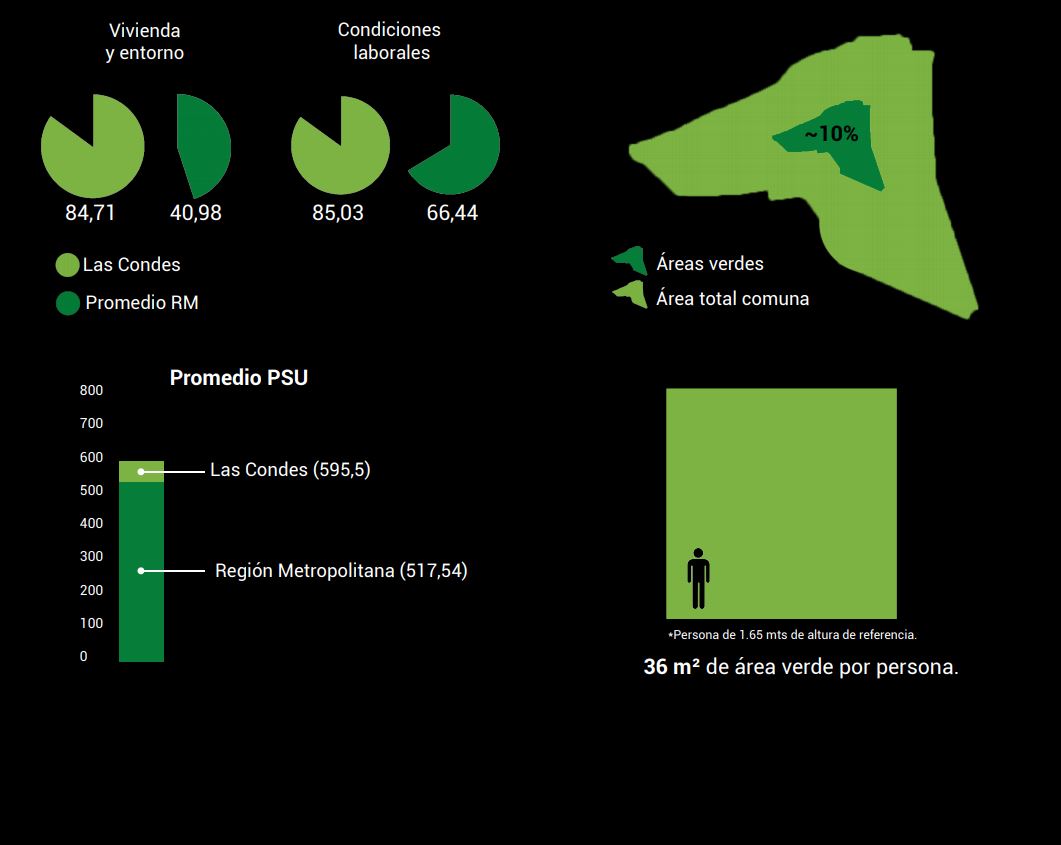 Vivienda
y entorno
Condiciones
laborales
84,71
40,98
85,03
66,44
Las Condes
Promedio RM
~10%
Áreas verdes
Área total comuna
Promedio PSU
800
700
600
500
400
300
200
100
0
Las Condes (595,5)
Región Metropolitana (517,54)
*Persona de 1.65 mts de altura de referencia.
36 m² de área verde por persona.